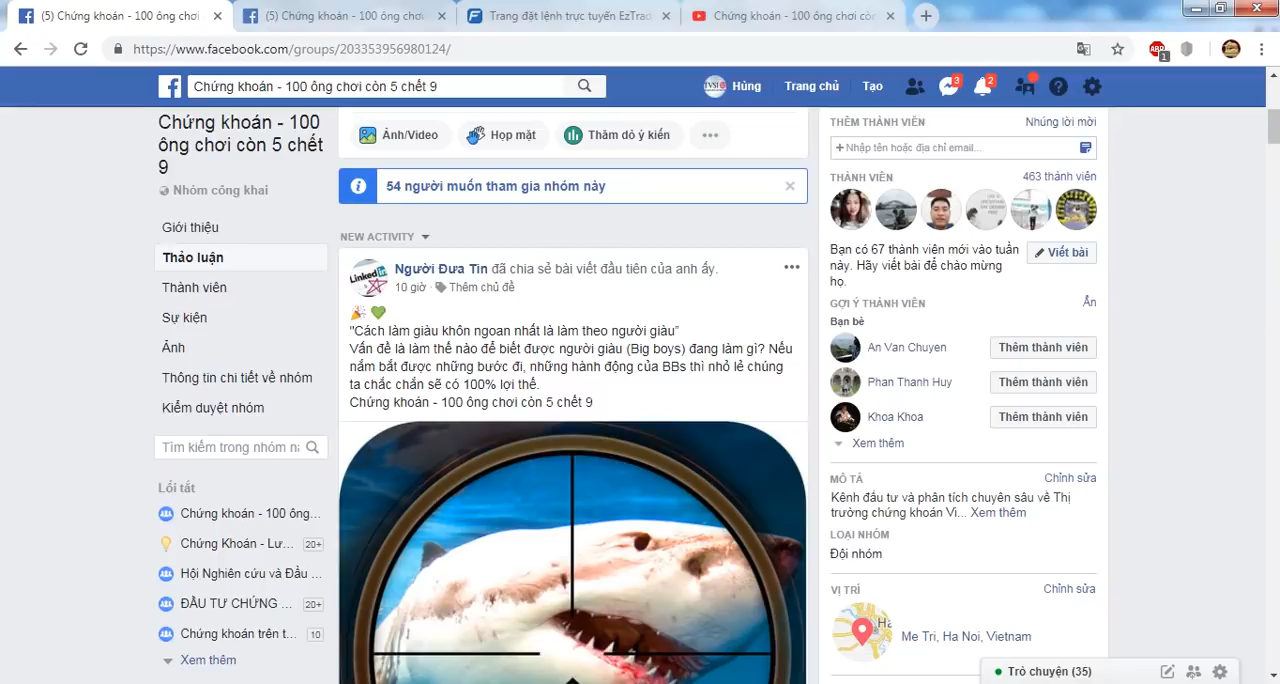 (5) Chứng khoán - 100 ông chơi
(5) Chứng khoán - 100 ông chơi
Trang đặt lệnh trực tuyến EzTrad
Chứng khoán - 100 ông chơi còn
https://www.facebook.com/groups/203353956980124/
ABP
1
Chứng khoán - 100 ông chơi còn 5 chết 9
TVSI
Hùng
Trang chủ
Tạo
3
2
Chứng khoán - 100
ông chơi còn 5 chết
9
Nhóm công khai
Giới thiệu
Thảo luận
Thành viên
Sự kiện
Ảnh
Thông tin chi tiết về nhóm
Kiểm duyệt nhóm
Tìm kiếm trong nhóm nà
Lối tắt
Chứng khoán - 100 ông...
Chứng Khoán - Lư... 20+
Hội Nghiên cứu và Đầu ...
ĐẦU TƯ CHỨNG ... 20+
Chứng khoán trên t... 10
Xem thêm
Ảnh/Video
Họp mặt
Thăm dò ý kiến
54 người muốn tham gia nhóm này
NEW ACTIVITY
Linkedin
Người Đưa Tin đã chia sẻ bài viết đầu tiên của anh ấy.
10 giờ · Thêm chủ đề
"Cách làm giàu khôn ngoan nhất là làm theo người giàu”
Vấn đề là làm thế nào để biết được người giàu (Big boys) đang làm gì? Nếu
nắm bắt được những bước đi, những hành động của BBs thì nhỏ lẻ chúng
ta chắc chắn sẽ có 100% lợi thế.
Chứng khoán - 100 ông chơi còn 5 chết 9
THÊM THÀNH VIÊN
Nhúng lời mời
+ Nhập tên hoặc địa chỉ email...
THÀNH VIÊN
463 thành viên
Bạn có 67 thành viên mới vào tuần
này. Hãy viết bài để chào mừng
họ.
Viết bài
GỢI Ý THÀNH VIÊN
Ẩn
Bạn bè
An Van Chuyen
Thêm thành viên
Phan Thanh Huy
Thêm thành viên
Khoa Khoa
Thêm thành viên
Xem thêm
MÔ TẢ
Chỉnh sửa
Kênh đầu tư và phân tích chuyên sâu về Thị
trường chứng khoán Vi... Xem thêm
LOẠI NHÓM
Đội nhóm
VỊ TRÍ
Chỉnh sửa
Ha
Me Tri, Ha Noi, Vietnam
Trò chuyện (35)